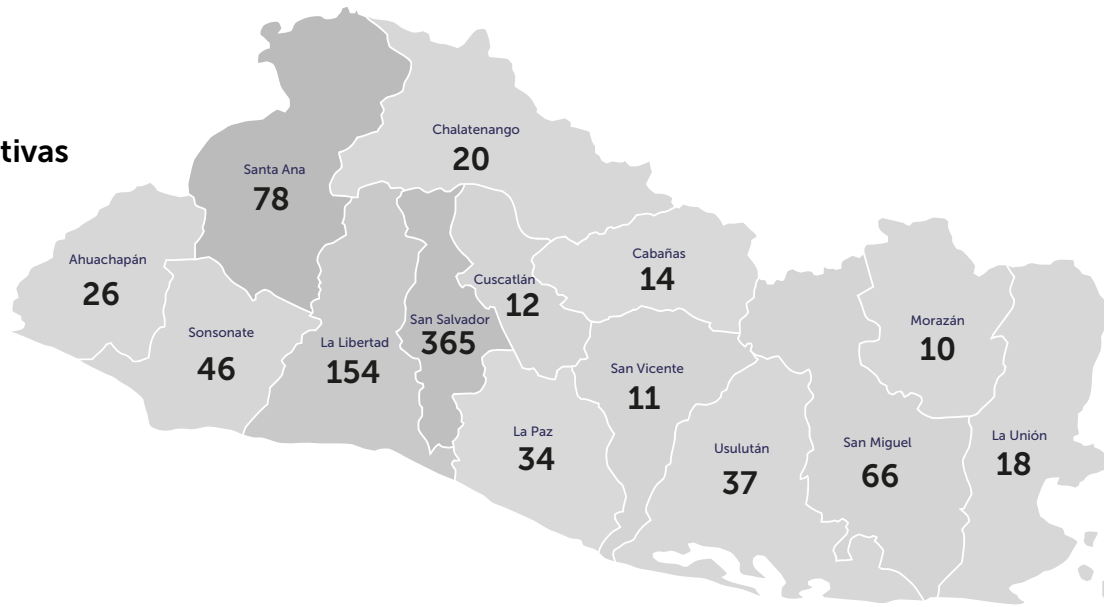 tivas
Chalatenango
20
Santa Ana
78
Ahuachapán
26
Cabañas
14
Cuscatlán
12
San Salvador
365
Sonsonate
46
La Libertad
154
Morazán
10
San Vicente
11
La Paz
34
Usulután
37
San Miguel
66
La Unión
18